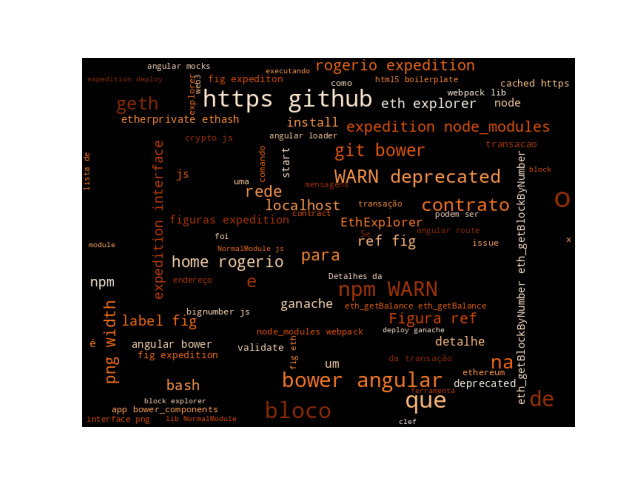 angular mocks
rogerio expedition
executando
expedition deploy
explorer
web3
fig expediton
como
html5 boilerplate
cached https
webpack lib
geth
https github
eth explorer
node
etherprivate ethash
install
expedition node_modules
crypto js
angular loader
transacao
git bower
lista de
expedition interface
comando
start
eth_getBlockByNumber eth_getBlockByNumber
block
js
uma
mensagens
WARN deprecated
rede
o
localhost
transação
contrato
contract
podem ser
figuras expedition
EthExplorer
angular route
foi
Se
ref fig
issue
x
module
NormalModule js
home rogerio
para
npm
endereço
e
Detalhes da
npm WARN
ganache
eth_getBalance eth_getBalance
png width
bignumber js
label fig
Figura ref
node_modules webpack
deploy ganache
é
angular bower
fig eth
detalhe
validate
fig expedition
da transação
um
na
ethereum
bash
bower angular
deprecated
ferramenta
block explorer
que
de
app bower_components
bloco
interface png
lib NormalModule
clef